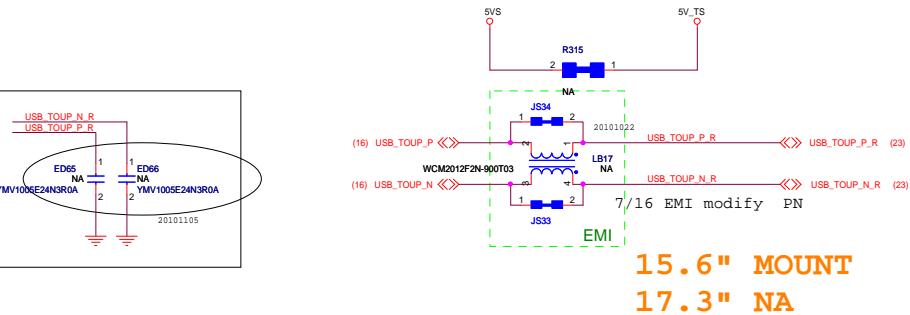 5VS
5V_TS
R315
2
1
NA
JS34
1
2
20101022
USB_TOUP_N_R
USB_TOUP_P_R
(16) USB_TOUP_P
2
1
USB_TOUP_P_R
USB_TOUP_P_R (23)
ED65
NA
YMV1005E24N3R0A
1
2
ED66
NA
YMV1005E24N3R0A
1
2
20101105
WCM2012F2N-900T03
LB17
NA
(16) USB_TOUP_N
3
4
USB_TOUP_N_R
USB_TOUP_N_R (23)
1
2
JS33
7/16 EMI modify PN
EMI
15.6" MOUNT
17.3" NA